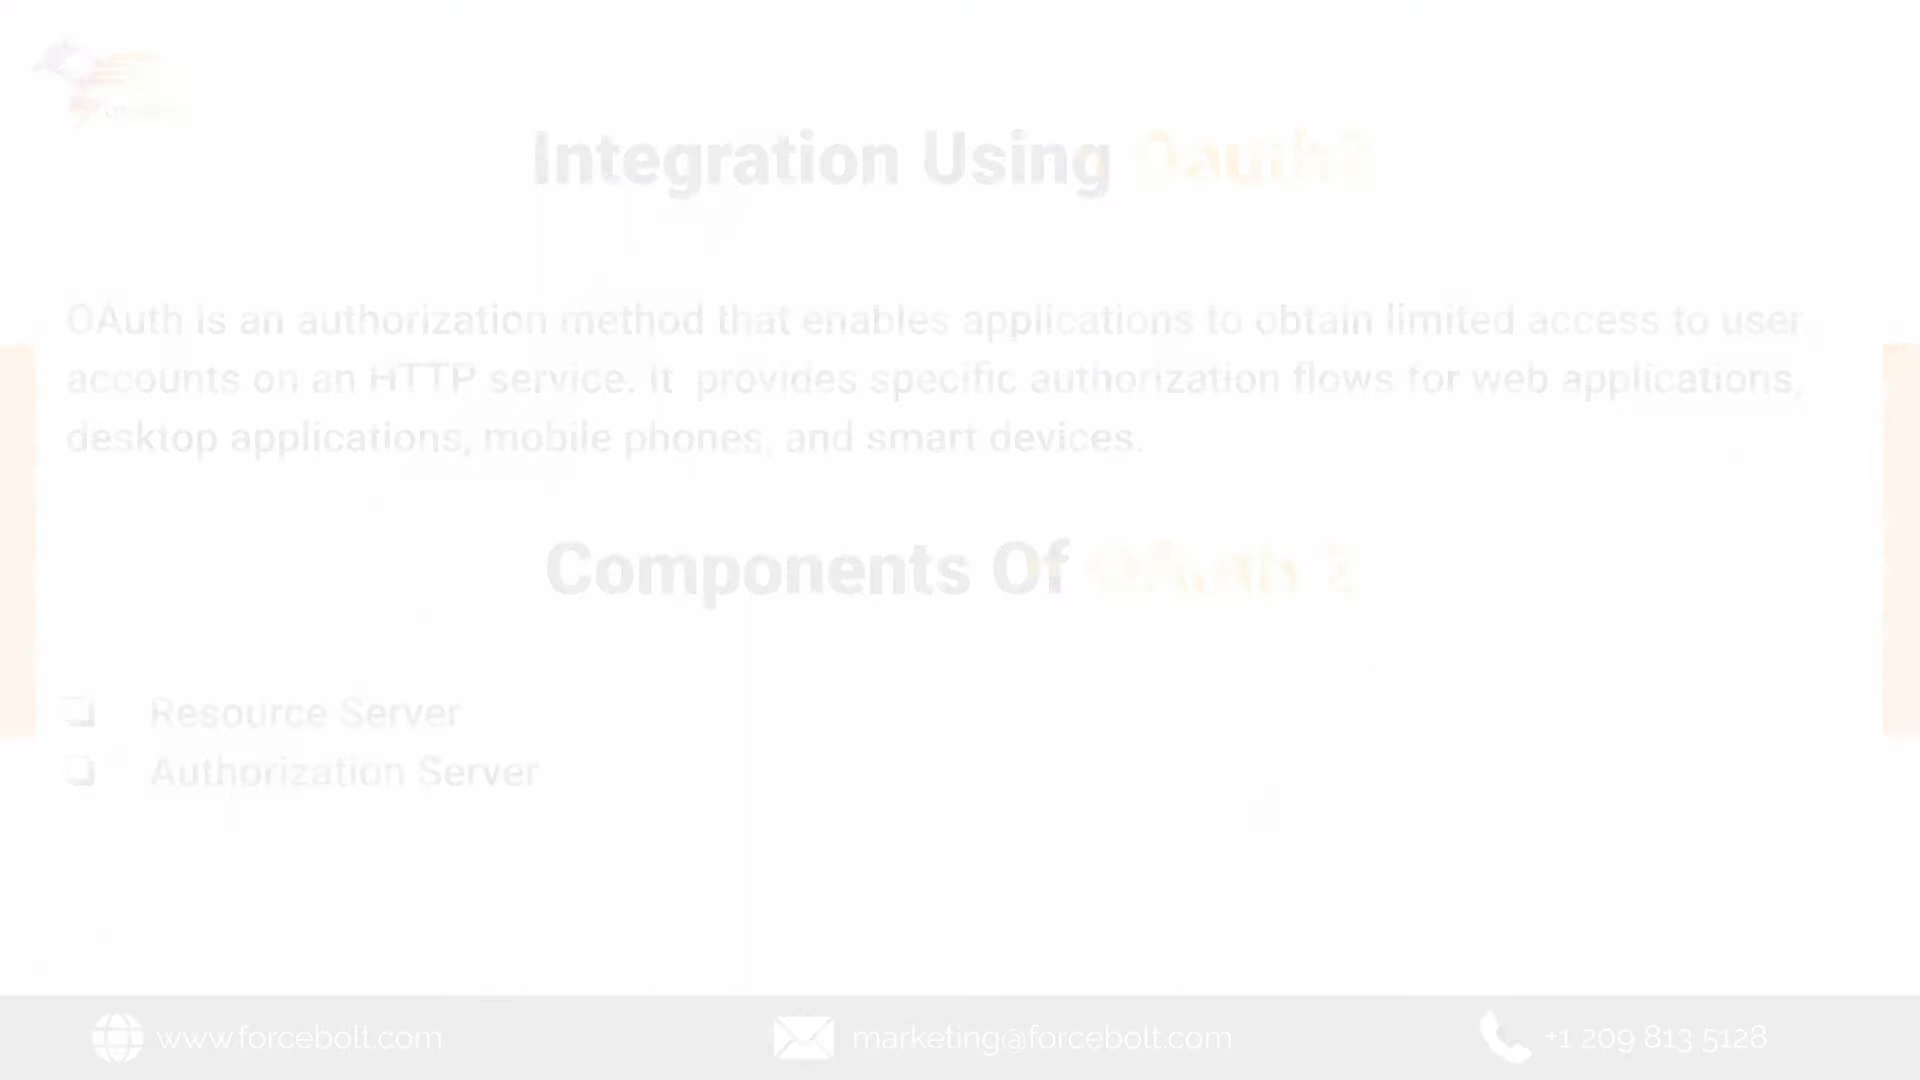 Integration Using Oauth2
OAuth is an authorization method that enables applications to obtain limited access to user
accounts on an HTTP service. It provides specific authorization flows for web applications,
desktop applications, mobile phones, and smart devices.
Components Of OAuth 2
Resource Server
Authorization Server
www.forcebolt.com
marketing@forcebolt.com
+1 209 813 5128